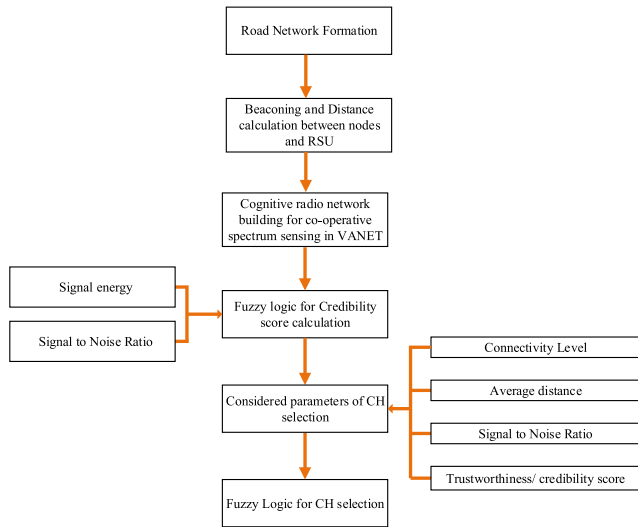 Road Network Formation
Beaconing and Distance
calculation between nodes
and RSU
Cognitive radio network
building for co-operative
spectrum sensing in VANET
Signal energy
Signal to Noise Ratio
Fuzzy logic for Credibility
score calculation
Considered parameters of CH
selection
Connectivity Level
Average distance
Signal to Noise Ratio
Trustworthiness/ credibility score
Fuzzy Logic for CH selection